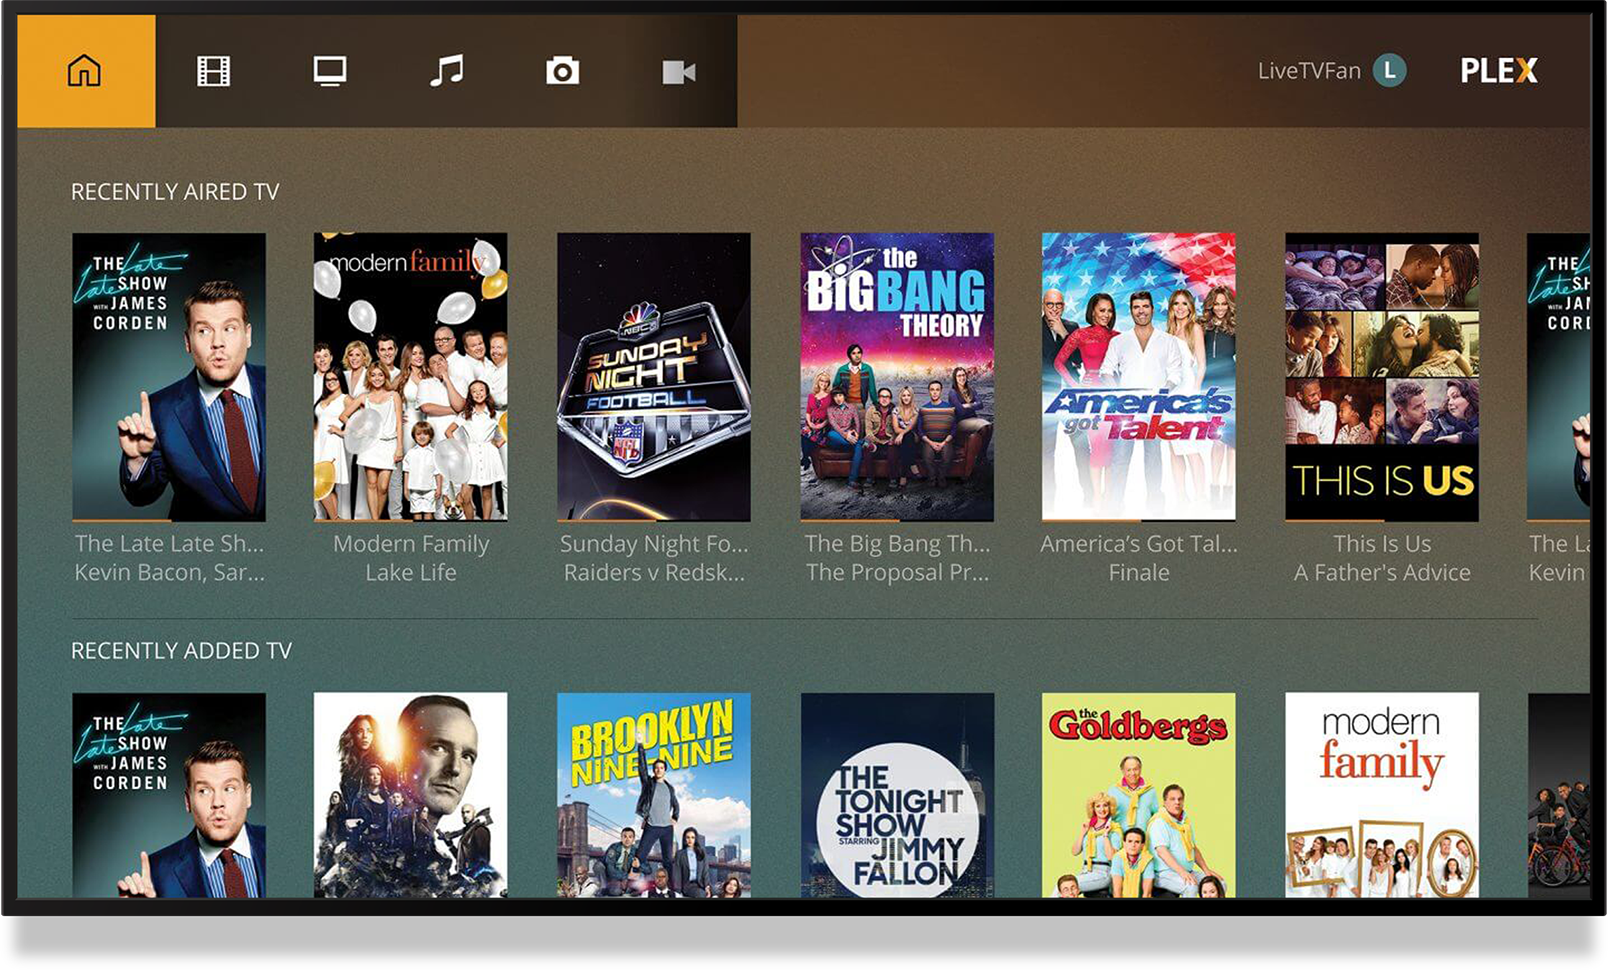 LiveTVFan L PLEX
RECENTLY AIRED TV
THE Late
Late SHOW
WITH JAMES
CORDEN
modern family
NBC
SUNDAY
NIGHT
FOOTBALL
NFL
the
BIG BANG
THEORY
America's
got Talent
THIS IS US
THE
Late S
JA
COR
The Late Late Sh...
Kevin Bacon, Sar...
Modern Family
Lake Life
Sunday Night Fo...
Raiders v Redsk...
The Big Bang Th...
The Proposal Pr...
America’s Got Tal...
Finale
This Is Us
A Father's Advice
The La
Kevin
RECENTLY ADDED TV
THE Late
Late SHOW
WITH JAMES
CORDEN
BROOKLYN
NINE-NINE
THE
TONIGHT
SHOW
STARRING JIMMY
FALLON
the
Goldbergs
modern
family